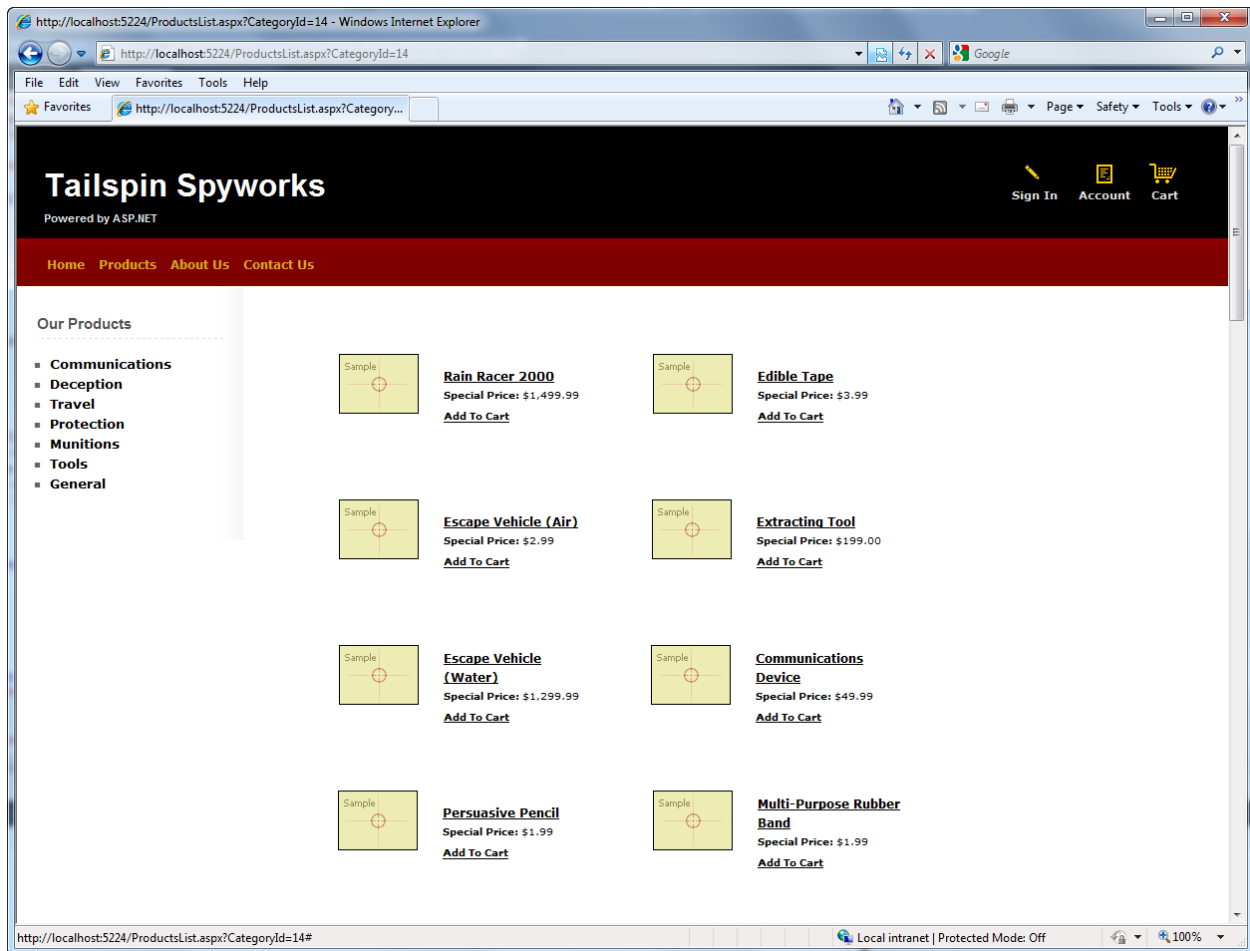 http://localhost:5224/ProductsList.aspx?CategoryId=14 - Windows Internet Explorer
http://localhost:5224/ProductsList.aspx?CategoryId=14
Google
File Edit View Favorites Tools Help
Favorites
http://localhost:5224/ProductsList.aspx?Category...
Page Safety Tools
Tailspin Spyworks
Powered by ASP.NET
Sign In Account Cart
Home Products About Us Contact Us
Our Products
Communications
Deception
Travel
Protection
Munitions
Tools
General
Sample
Rain Racer 2000
Special Price: $1,499.99
Add To Cart
Sample
Edible Tape
Special Price: $3.99
Add To Cart
Sample
Escape Vehicle (Air)
Special Price: $2.99
Add To Cart
Sample
Extracting Tool
Special Price: $199.00
Add To Cart
Sample
Escape Vehicle
(Water)
Special Price: $1,299.99
Add To Cart
Sample
Communications
Device
Special Price: $49.99
Add To Cart
Sample
Persuasive Pencil
Special Price: $1.99
Add To Cart
Sample
Multi-Purpose Rubber
Band
Special Price: $1.99
Add To Cart
http://localhost:5224/ProductsList.aspx?CategoryId=14#
Local intranet | Protected Mode: Off
100%